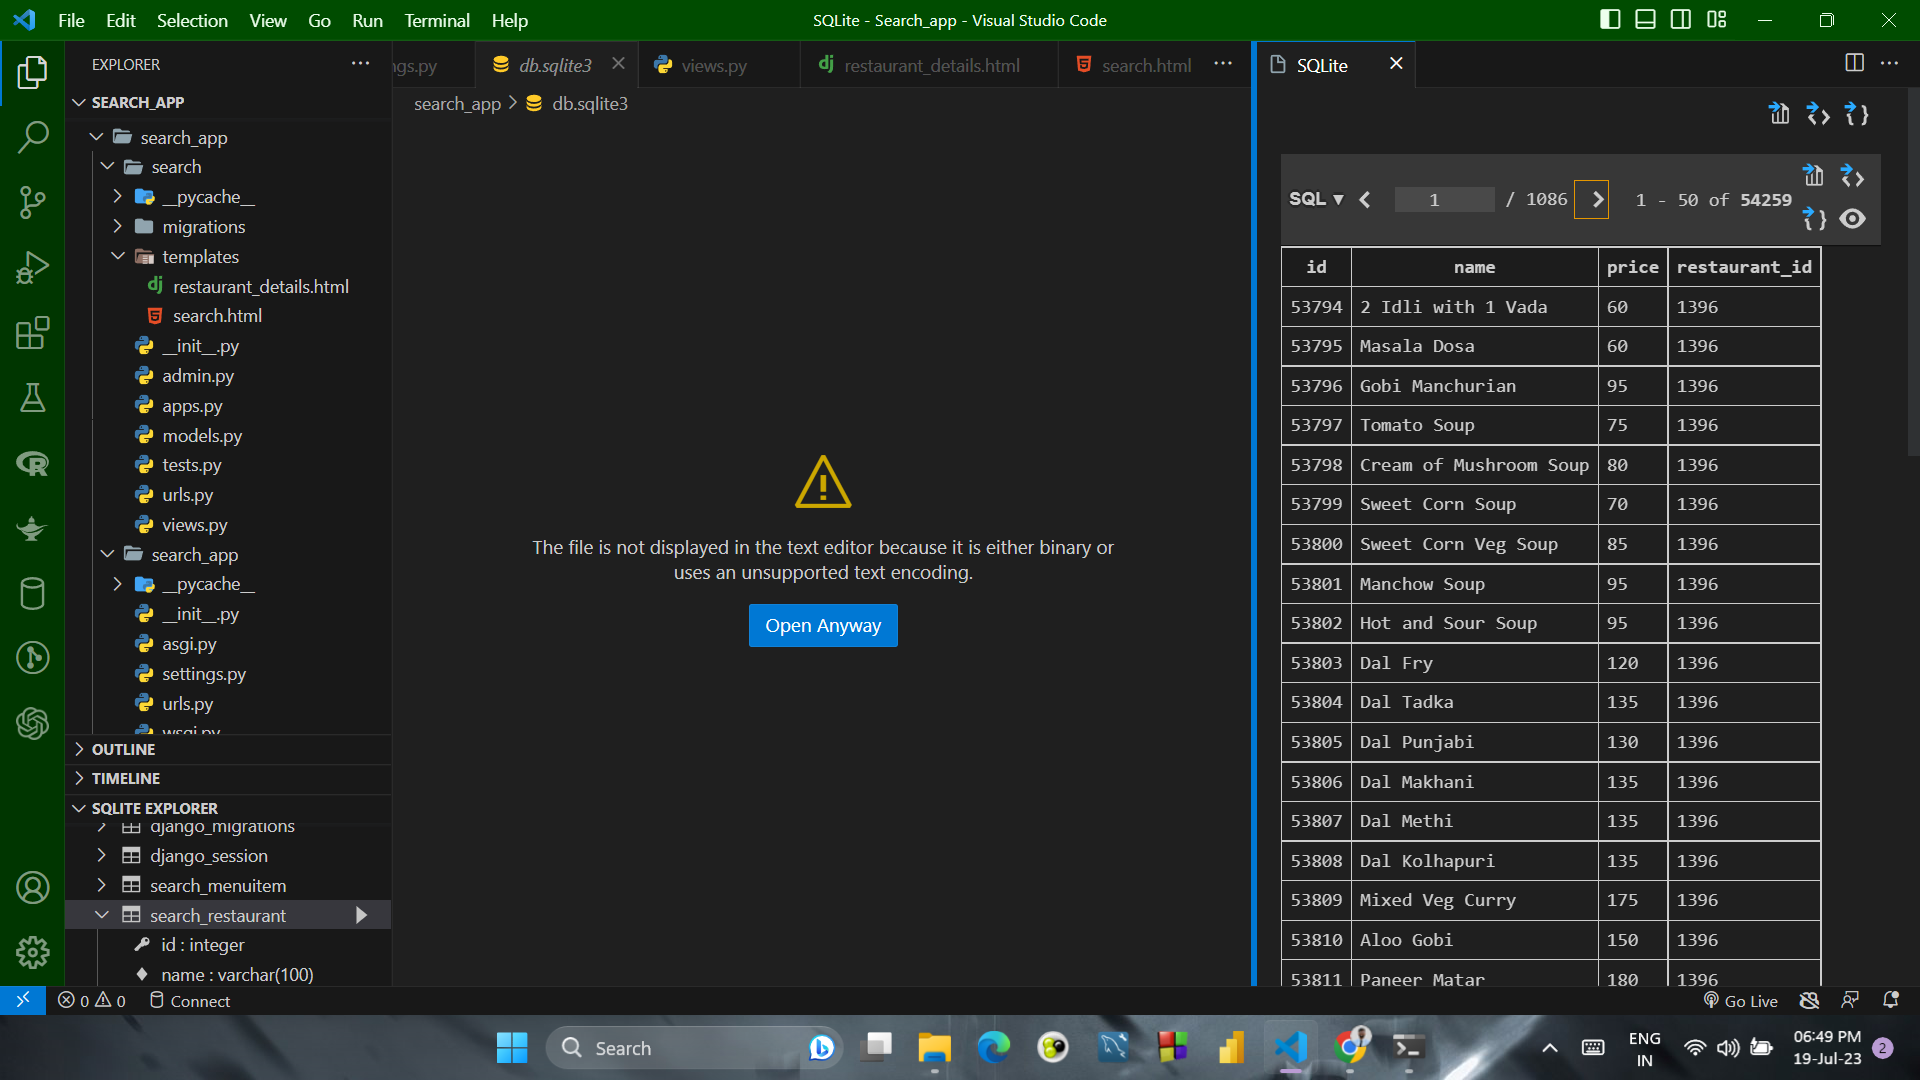 File Edit Selection View Go Run Terminal Help
SQLite - Search_app - Visual Studio Code
EXPLORER
SEARCH_APP
search_app
search
__pycache__
migrations
templates
restaurant_details.html
search.html
__init__.py
admin.py
apps.py
models.py
tests.py
urls.py
views.py
search_app
__pycache__
__init__.py
asgi.py
settings.py
urls.py
wsgi.py
OUTLINE
TIMELINE
SQLITE EXPLORER
django_migrations
django_session
search_menuitem
search_restaurant
id : integer
name : varchar(100)
ngs.py db.sqlite3 views.py restaurant_details.html search.html
search_app > db.sqlite3
The file is not displayed in the text editor because it is either binary or
uses an unsupported text encoding.
Open Anyway
SQLite
SQL 1 / 1086 1 - 50 of 54259
id name price restaurant_id
53794 2 Idli with 1 Vada 60 1396
53795 Masala Dosa 60 1396
53796 Gobi Manchurian 95 1396
53797 Tomato Soup 75 1396
53798 Cream of Mushroom Soup 80 1396
53799 Sweet Corn Soup 70 1396
53800 Sweet Corn Veg Soup 85 1396
53801 Manchow Soup 95 1396
53802 Hot and Sour Soup 95 1396
53803 Dal Fry 120 1396
53804 Dal Tadka 135 1396
53805 Dal Punjabi 130 1396
53806 Dal Makhani 135 1396
53807 Dal Methi 135 1396
53808 Dal Kolhapuri 135 1396
53809 Mixed Veg Curry 175 1396
53810 Aloo Gobi 150 1396
53811 Paneer Matar 180 1396
0 0 Connect
Go Live
Search
ENG
IN
06:49 PM
19-Jul-23
2